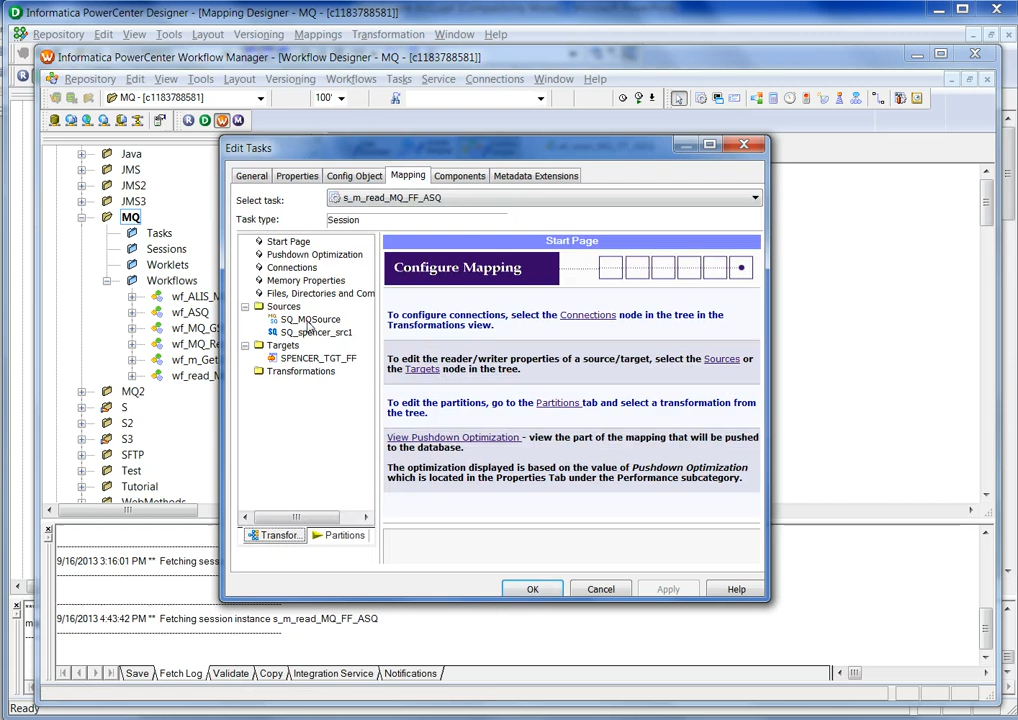 Informatica PowerCenter Designer - [Mapping Designer - MQ - [c1183788581]]
Repository Edit View Tools Layout Versioning Mappings Transformation Window Help
Informatica PowerCenter Workflow Manager - [Workflow Designer - MQ - [c1183788581]]
Repository Edit View Tools Layout Versioning Workflows Tasks Service Connections Window Help
MQ - [c1183788581] 100'
Java
JMS
JMS2
JMS3
MQ
Tasks
Sessions
Worklets
Workflows
wf_ALIS_M
wf_ASQ
wf_MQ_G
wf_MQ_Re
wf_m_Get
wf_read_M
MQ2
S
S2
S3
SFTP
Test
Tutorial
WebMethods
Edit Tasks
General Properties Config Object Mapping Components Metadata Extensions
Select task: s_m_read_MQ_FF_ASQ
Task type: Session
Start Page
Pushdown Optimization
Connections
Memory Properties
Files, Directories and Com
Sources
SQ_MQSource
SQ_spencer_src1
Targets
SPENCER_TGT_FF
Transformations
Transfor... Partitions
Start Page
Configure Mapping
To configure connections, select the Connections node in the tree in the
Transformations view.
To edit the reader/writer properties of a source/target, select the Sources or
the Targets node in the tree.
To edit the partitions, go to the Partitions tab and select a transformation from
the tree.
View Pushdown Optimization - view the part of the mapping that will be pushed
to the database.
The optimization displayed is based on the value of Pushdown Optimization
which is located in the Properties Tab under the Performance subcategory.
OK Cancel Apply Help
9/16/2013 3:16:01 PM ** Fetching sess
9/16/2013 4:43:42 PM ** Fetching session instance s_m_read_MQ_FF_ASQ
Save Fetch Log Validate Copy Integration Service Notifications
Ready